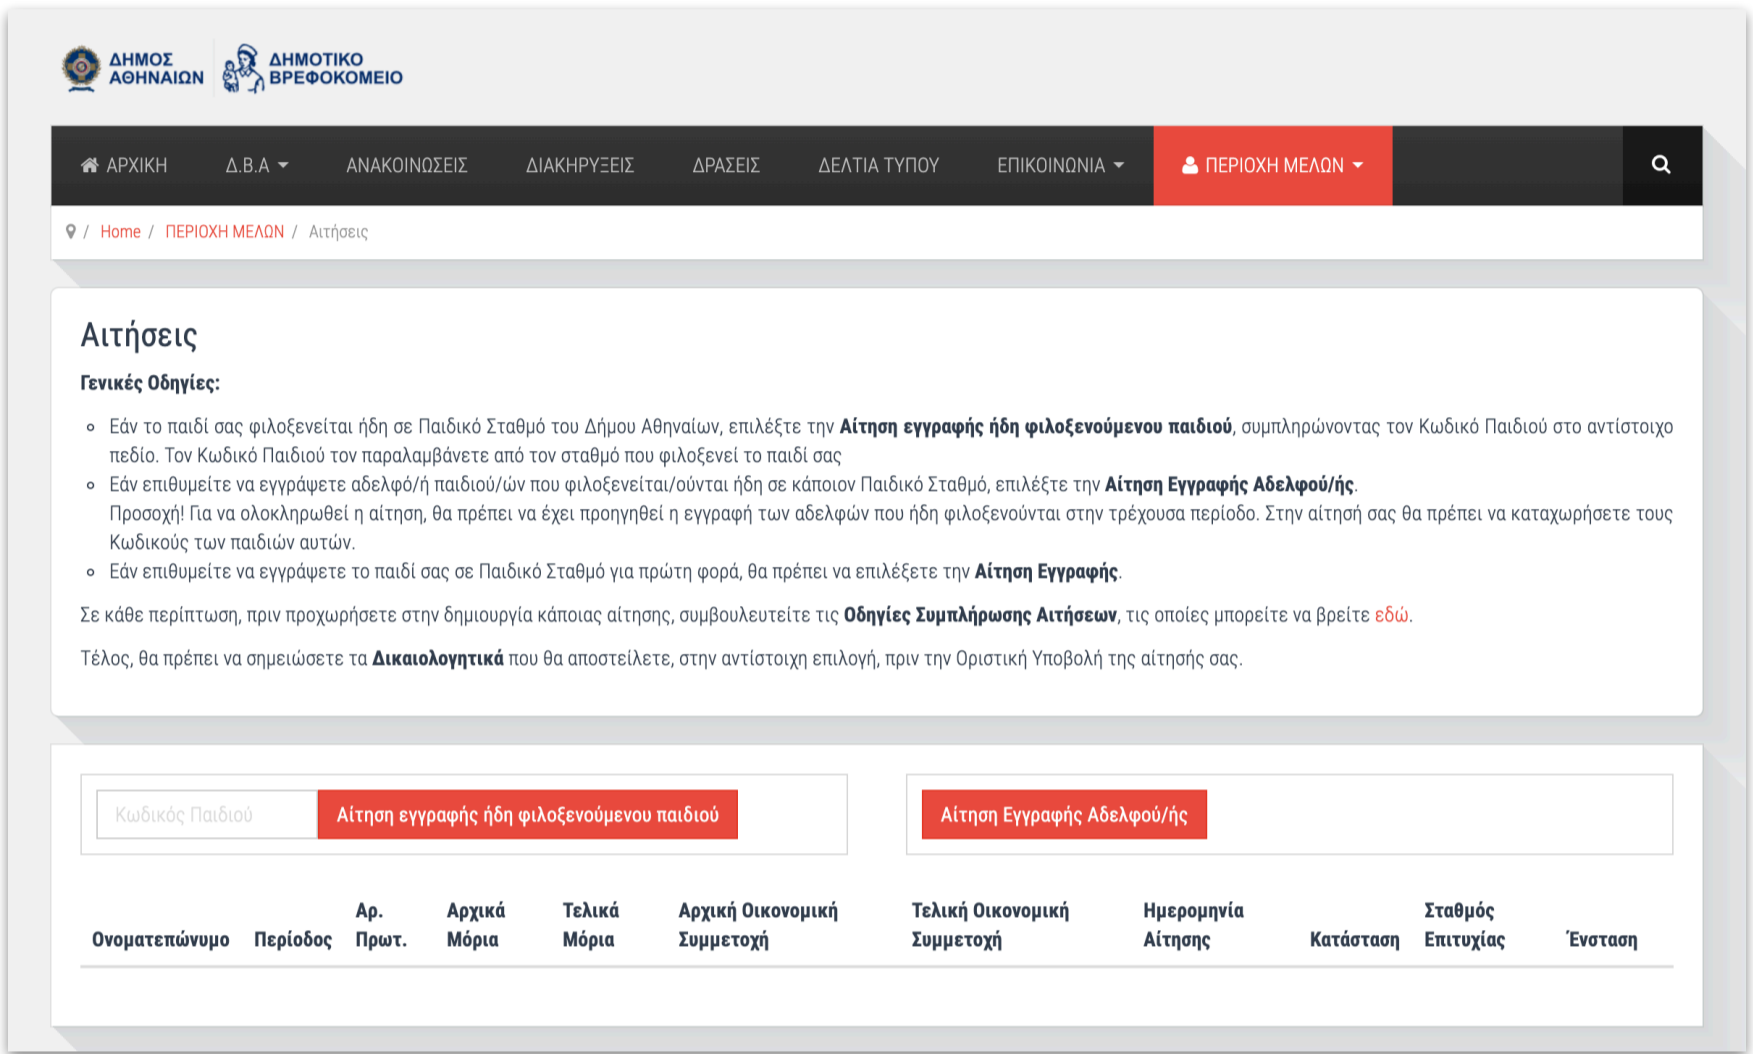 ΔΗΜΟΣ
ΑΘΗΝΑΙΩΝ
ΔΗΜΟΤΙΚΟ
ΒΡΕΦΟΚΟΜΕΙΟ
ΑΡΧΙΚΗ Δ.Β.Α ΑΝΑΚΟΙΝΩΣΕΙΣ ΔΙΑΚΗΡΥΞΕΙΣ ΔΡΑΣΕΙΣ ΔΕΛΤΙΑ ΤΥΠΟΥ ΕΠΙΚΟΙΝΩΝΙΑ ΠΕΡΙΟΧΗ ΜΕΛΩΝ
/ Home / ΠΕΡΙΟΧΗ ΜΕΛΩΝ / Αιτήσεις
Αιτήσεις
Γενικές Οδηγίες:
Εάν το παιδί σας φιλοξενείται ήδη σε Παιδικό Σταθμό του Δήμου Αθηναίων, επιλέξτε την Αίτηση εγγραφής ήδη φιλοξενούμενου παιδιού, συμπληρώνοντας τον Κωδικό Παιδιού στο αντίστοιχο
πεδίο. Τον Κωδικό Παιδιού τον παραλαμβάνετε από τον σταθμό που φιλοξενεί το παιδί σας
Εάν επιθυμείτε να εγγράψετε αδελφό/ή παιδιού/ών που φιλοξενείται/ούνται ήδη σε κάποιον Παιδικό Σταθμό, επιλέξτε την Αίτηση Εγγραφής Αδελφού/ής.
Προσοχή! Για να ολοκληρωθεί η αίτηση, θα πρέπει να έχει προηγηθεί η εγγραφή των αδελφών που ήδη φιλοξενούνται στην τρέχουσα περίοδο. Στην αίτησή σας θα πρέπει να καταχωρήσετε τους
Κωδικούς των παιδιών αυτών.
Εάν επιθυμείτε να εγγράψετε το παιδί σας σε Παιδικό Σταθμό για πρώτη φορά, θα πρέπει να επιλέξετε την Αίτηση Εγγραφής.
Σε κάθε περίπτωση, πριν προχωρήσετε στην δημιουργία κάποιας αίτησης, συμβουλευτείτε τις Οδηγίες Συμπλήρωσης Αιτήσεων, τις οποίες μπορείτε να βρείτε εδώ.
Τέλος, θα πρέπει να σημειώσετε τα Δικαιολογητικά που θα αποστείλετε, στην αντίστοιχη επιλογή, πριν την Οριστική Υποβολή της αίτησής σας.
Κωδικός Παιδιού Αίτηση εγγραφής ήδη φιλοξενούμενου παιδιού Αίτηση Εγγραφής Αδελφού/ής
Αρ. Αρχικά Τελικά Αρχική Οικονομική Τελική Οικονομική Ημερομηνία Σταθμός
Ονοματεπώνυμο Περίοδος Πρωτ. Μόρια Μόρια Συμμετοχή Συμμετοχή Αίτησης Κατάσταση Επιτυχίας Ένσταση